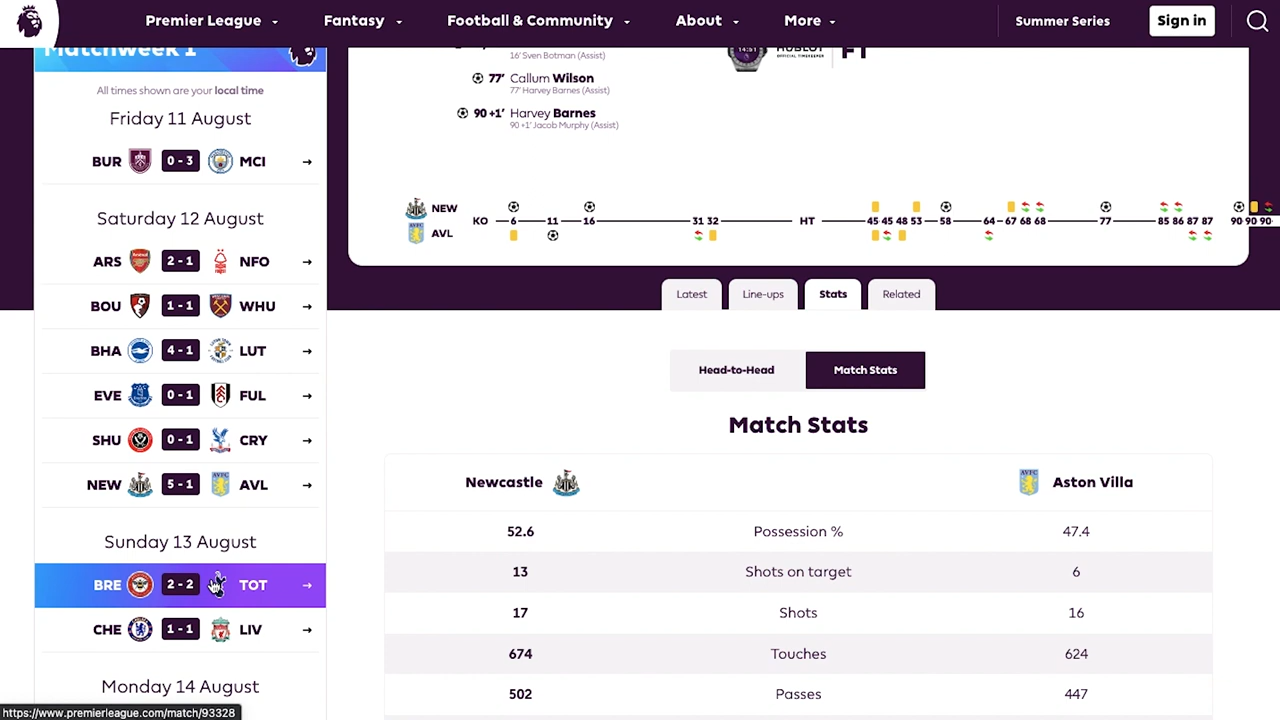 Premier League
Fantasy
Football & Community
About
More
Summer Series
Sign in
Matchweek 1
All times shown are your local time
Friday 11 August
BUR 0 - 3 MCI
Saturday 12 August
ARS 2 - 1 NFO
BOU 1 - 1 WHU
BHA 4 - 1 LUT
EVE 0 - 1 FUL
SHU 0 - 1 CRY
NEW 5 - 1 AVL
Sunday 13 August
BRE 2 - 2 TOT
CHE 1 - 1 LIV
Monday 14 August
https://www.premierleague.com/match/93328
16' Sven Botman (Assist)
77' Callum Wilson
77' Harvey Barnes (Assist)
90 +1' Harvey Barnes
90 +1' Jacob Murphy (Assist)
14:51
HUBLOT
OFFICIAL TIMEKEEPER
FT
NEW
AVL
KO 6 11 16 31 32 HT 45 45 48 53 58 64 67 68 68 77 85 86 87 87 90 90 90
Latest
Line-ups
Stats
Related
Head-to-Head
Match Stats
Match Stats
Newcastle
Aston Villa
52.6 Possession % 47.4
13 Shots on target 6
17 Shots 16
674 Touches 624
502 Passes 447